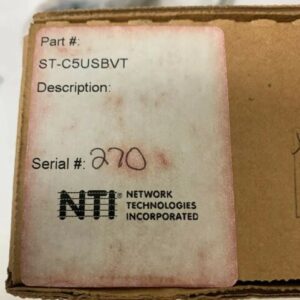 Part #:
ST-C5USBVT
Description:
Serial #: 270
NTI® NETWORK
TECHNOLOGIES
INCORPORATED